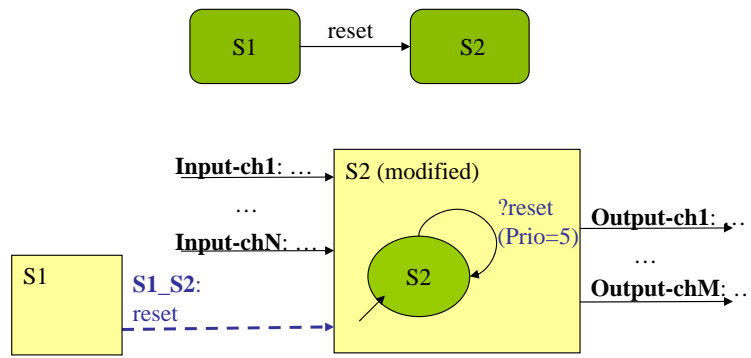 reset
S1
S2
Input-ch1: …
S2 (modified)
…
?reset
(Prio=5)
Output-ch1: …
Input-chN: …
…
S1
S1_S2:
reset
S2
Output-chM: …